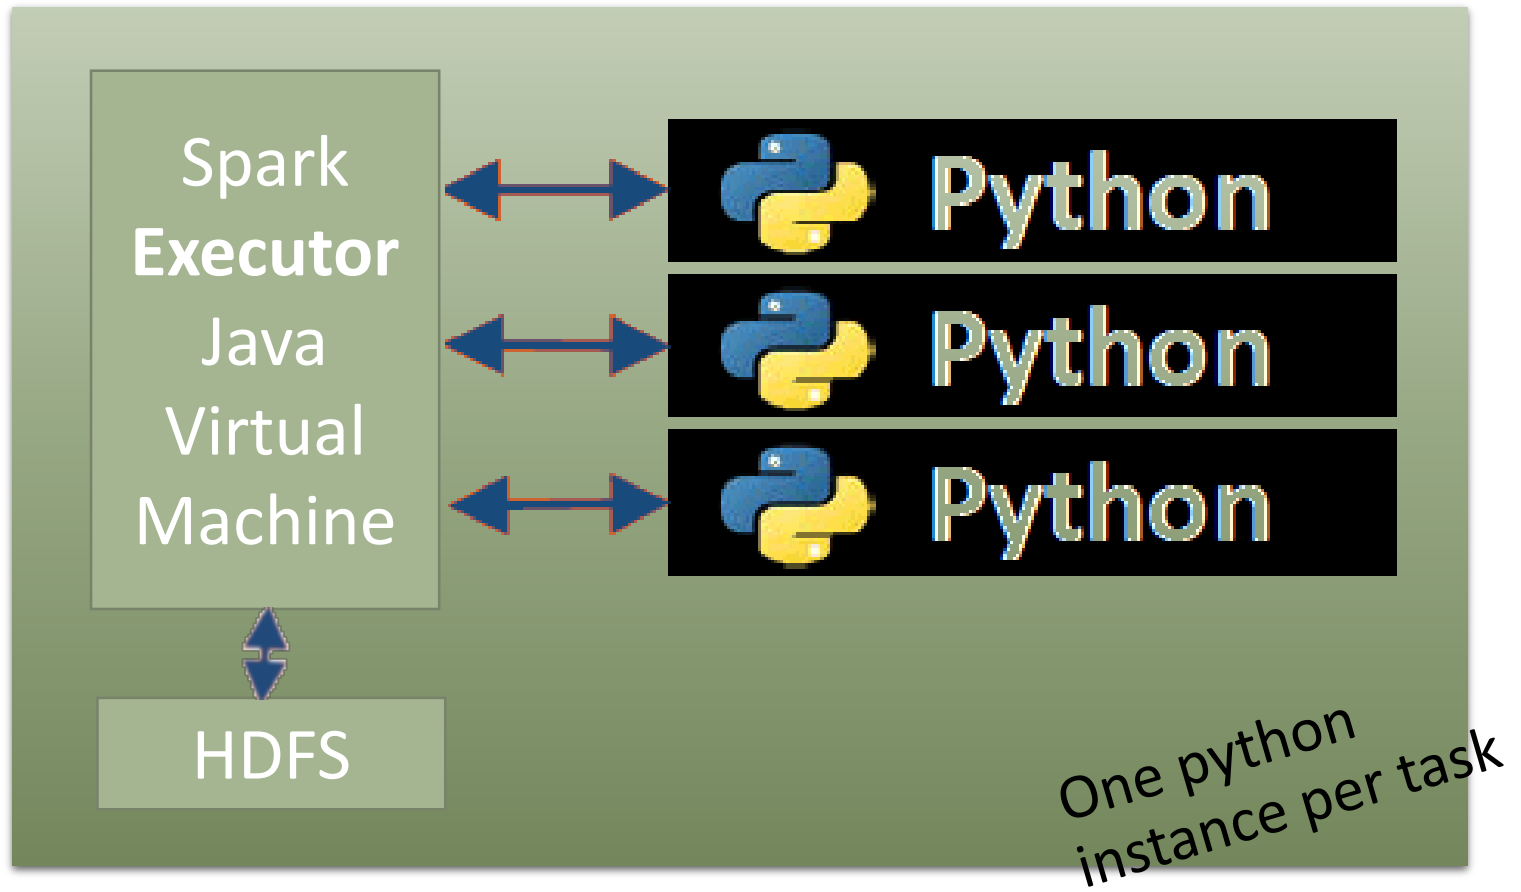 Spark
Executor
Java
Virtual
Machine
Python
Python
Python
HDFS
One python
instance per task